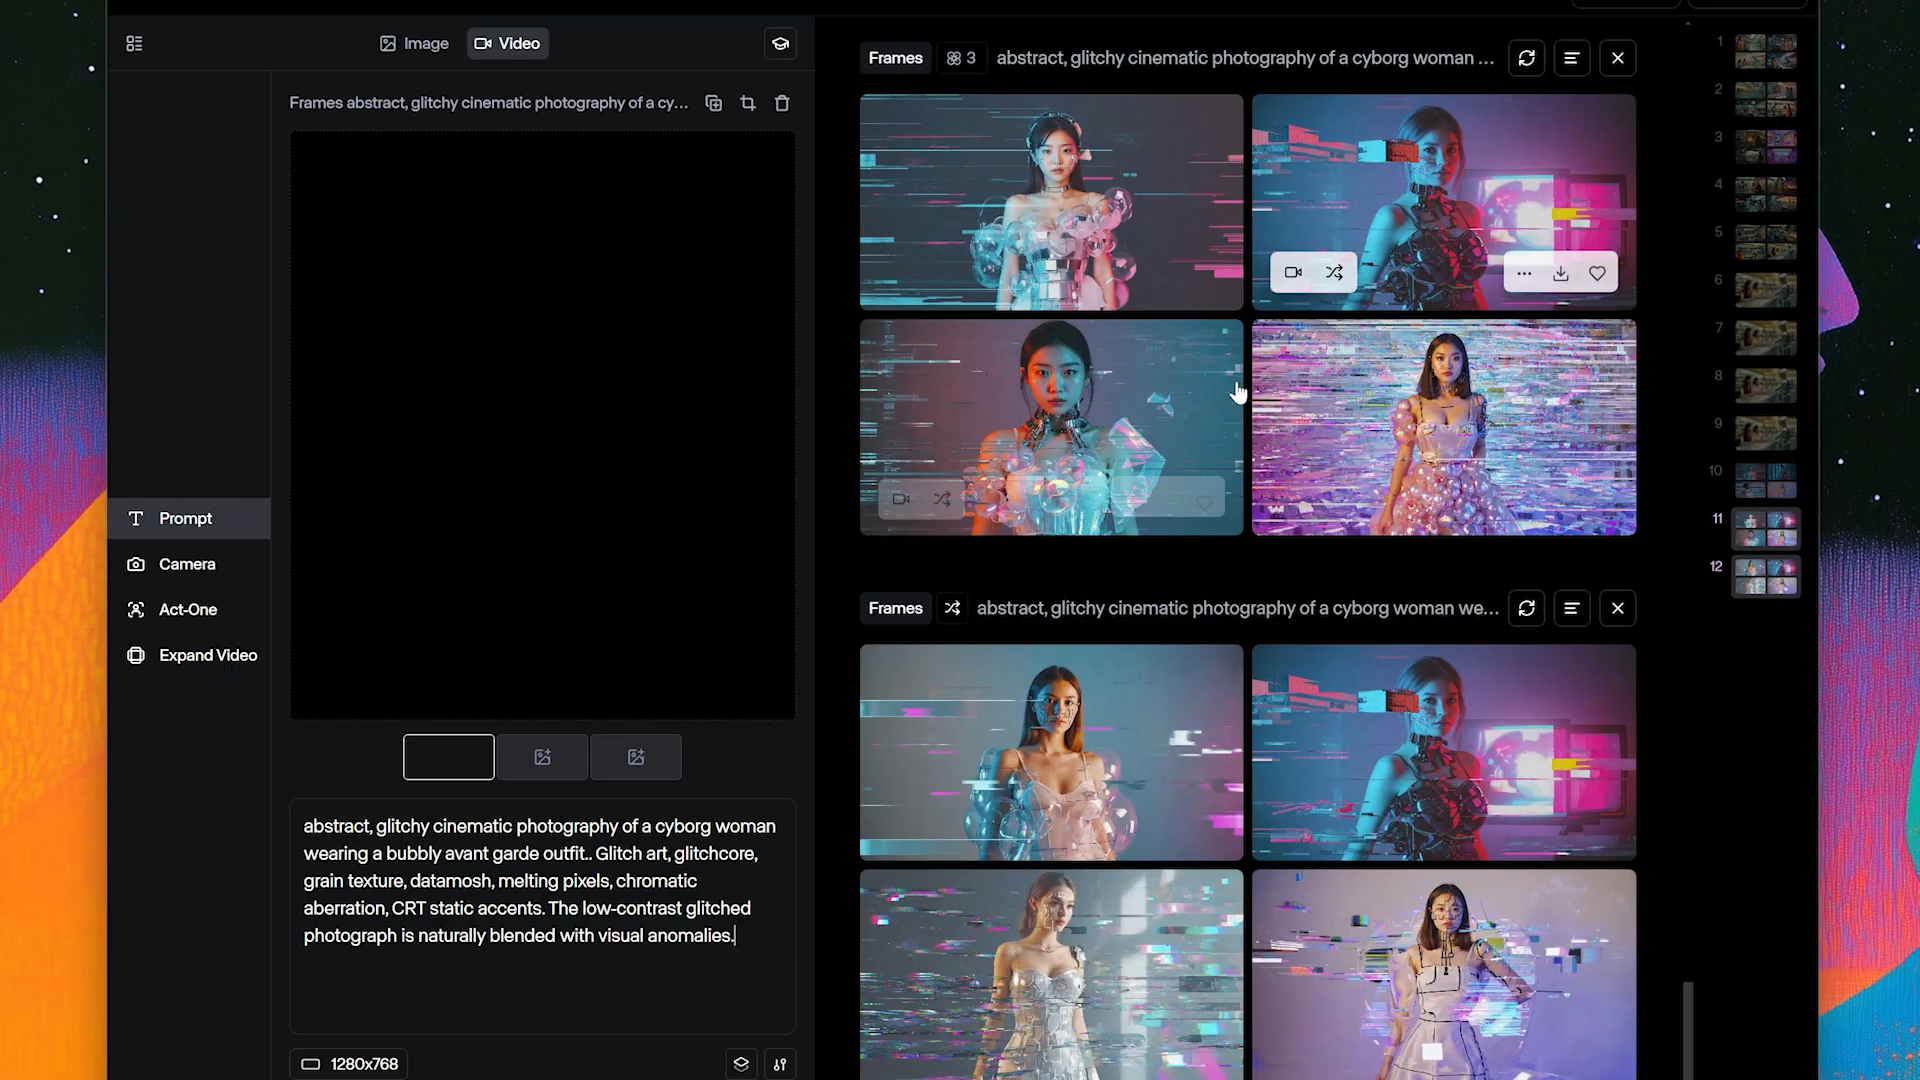 Image
Video
Frames abstract, glitchy cinematic photography of a cy...
Prompt
Camera
Act-One
Expand Video
abstract, glitchy cinematic photography of a cyborg woman
wearing a bubbly avant garde outfit.. Glitch art, glitchcore,
grain texture, datamosh, melting pixels, chromatic
aberration, CRT static accents. The low-contrast glitched
photograph is naturally blended with visual anomalies.
1280x768
Frames 3 abstract, glitchy cinematic photography of a cyborg woman ...
Frames abstract, glitchy cinematic photography of a cyborg woman we...
1
2
3
4
5
6
7
8
9
10
11
12